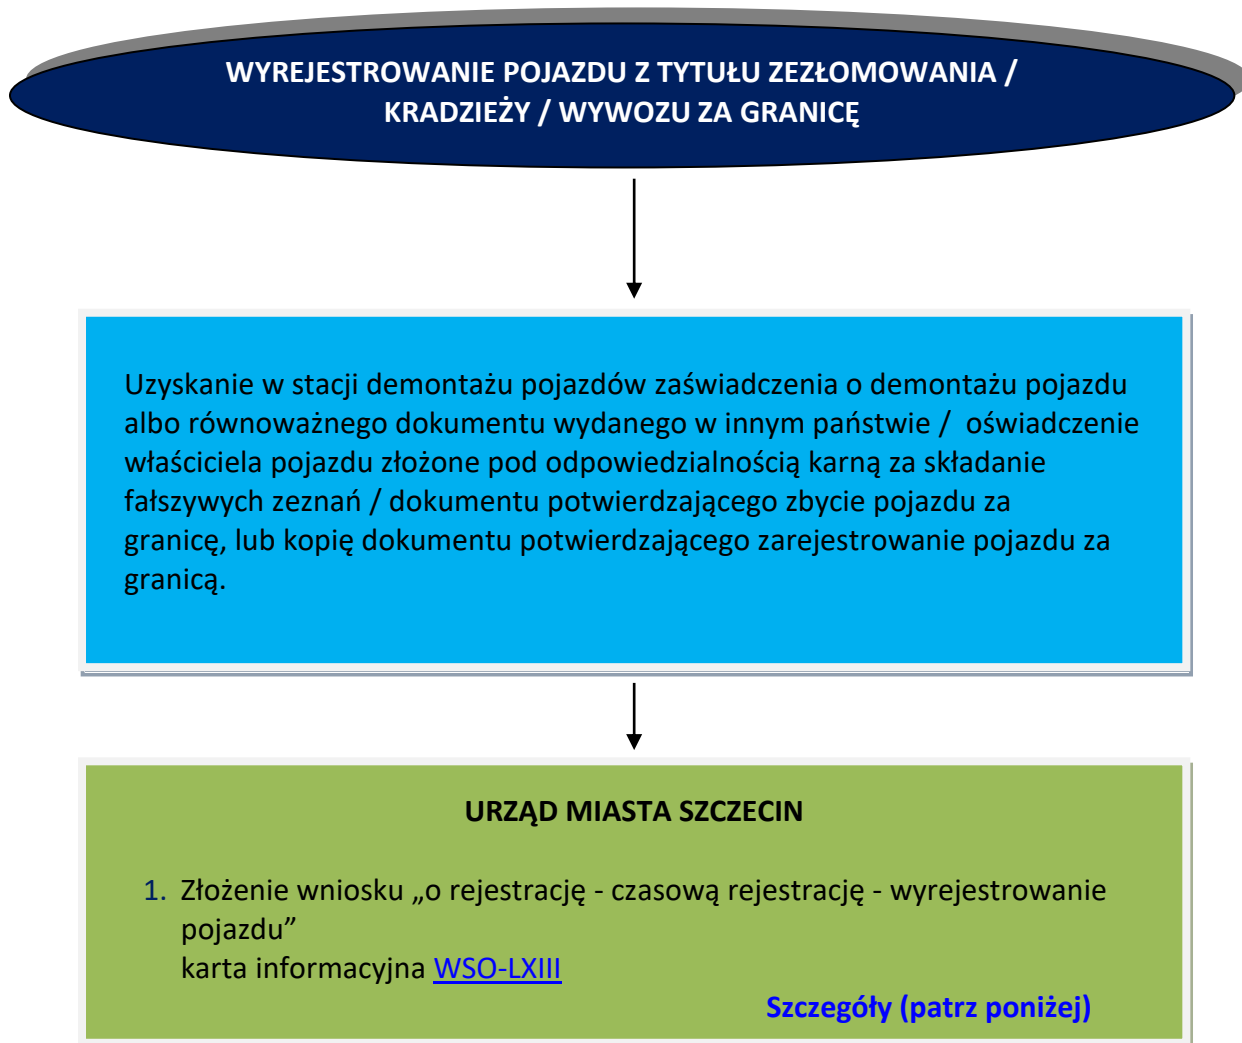 WYREJESTROWANIE POJAZDU Z TYTUŁU ZEZŁOMOWANIA /
KRADZIEŻY / WYWOZU ZA GRANICĘ
Uzyskanie w stacji demontażu pojazdów zaświadczenia o demontażu pojazdu
albo równoważnego dokumentu wydanego w innym państwie / oświadczenie
właściciela pojazdu złożone pod odpowiedzialnością karną za składanie
fałszywych zeznań / dokumentu potwierdzającego zbycie pojazdu za
granicę, lub kopię dokumentu potwierdzającego zarejestrowanie pojazdu za
granicą.
URZĄD MIASTA SZCZECIN
1. Złożenie wniosku „o rejestrację - czasową rejestrację - wyrejestrowanie
pojazdu”
karta informacyjna WSO-LXIII
Szczegóły (patrz poniżej)